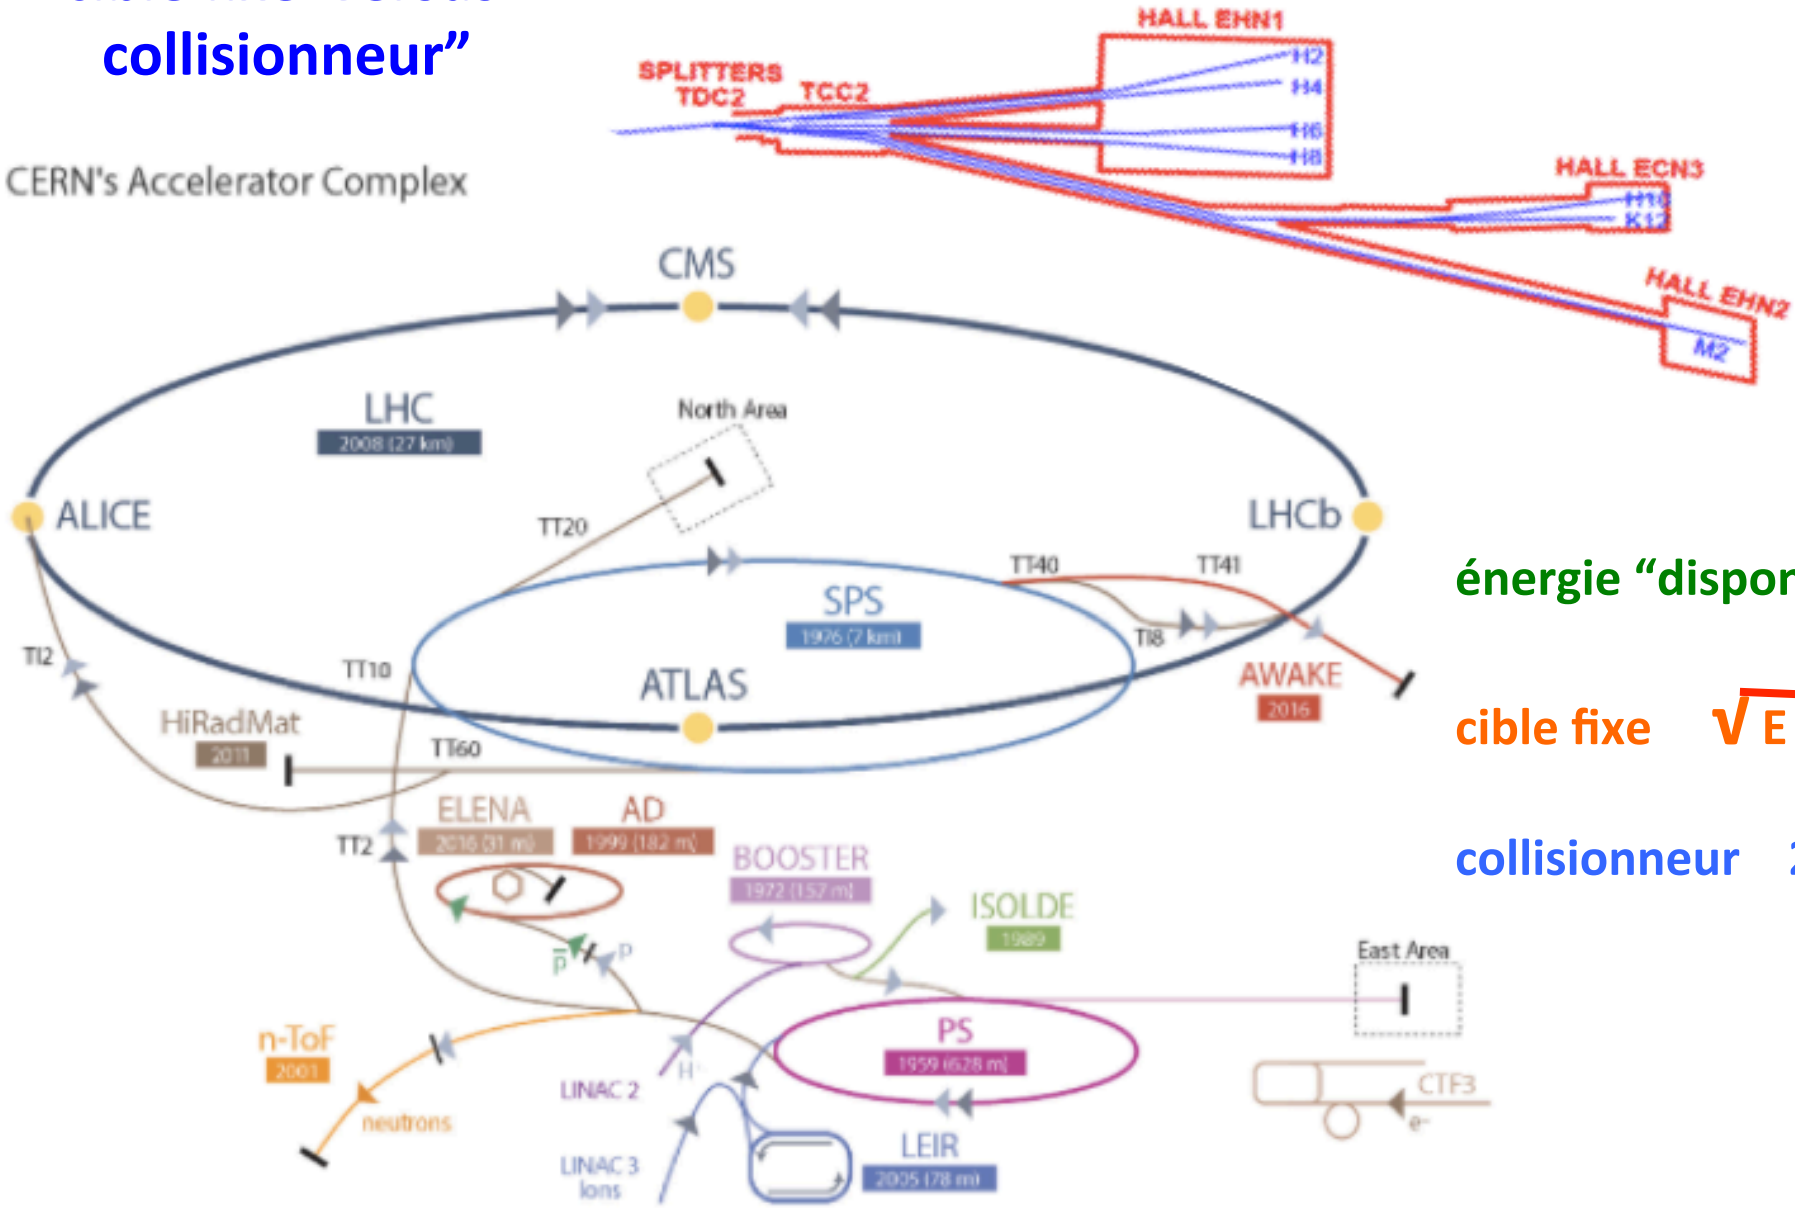 collisionneur”
HALL EHN1
H2
SPLITTERS
TDC2
TCC2
H4
H6
H8
HALL ECN3
K12
HALL EHN2
M2
CERN's Accelerator Complex
CMS
LHC
2008 (27 km)
North Area
ALICE
LHCb
TT20
TT40
TT41
SPS
1976 (7 km)
TI8
TI2
TT10
ATLAS
AWAKE
2016
HiRadMat
2011
TT60
énergie “dispon
cible fixe √ E
collisionneur 2
ELENA
2016 (31 m)
AD
1999 (182 m)
TT2
BOOSTER
1972 (157 m)
ISOLDE
1989
p̅
p
East Area
n-ToF
2001
neutrons
PS
1959 (628 m)
LINAC 2
CTF3
e⁻
LEIR
2005 (78 m)
LINAC 3
Ions